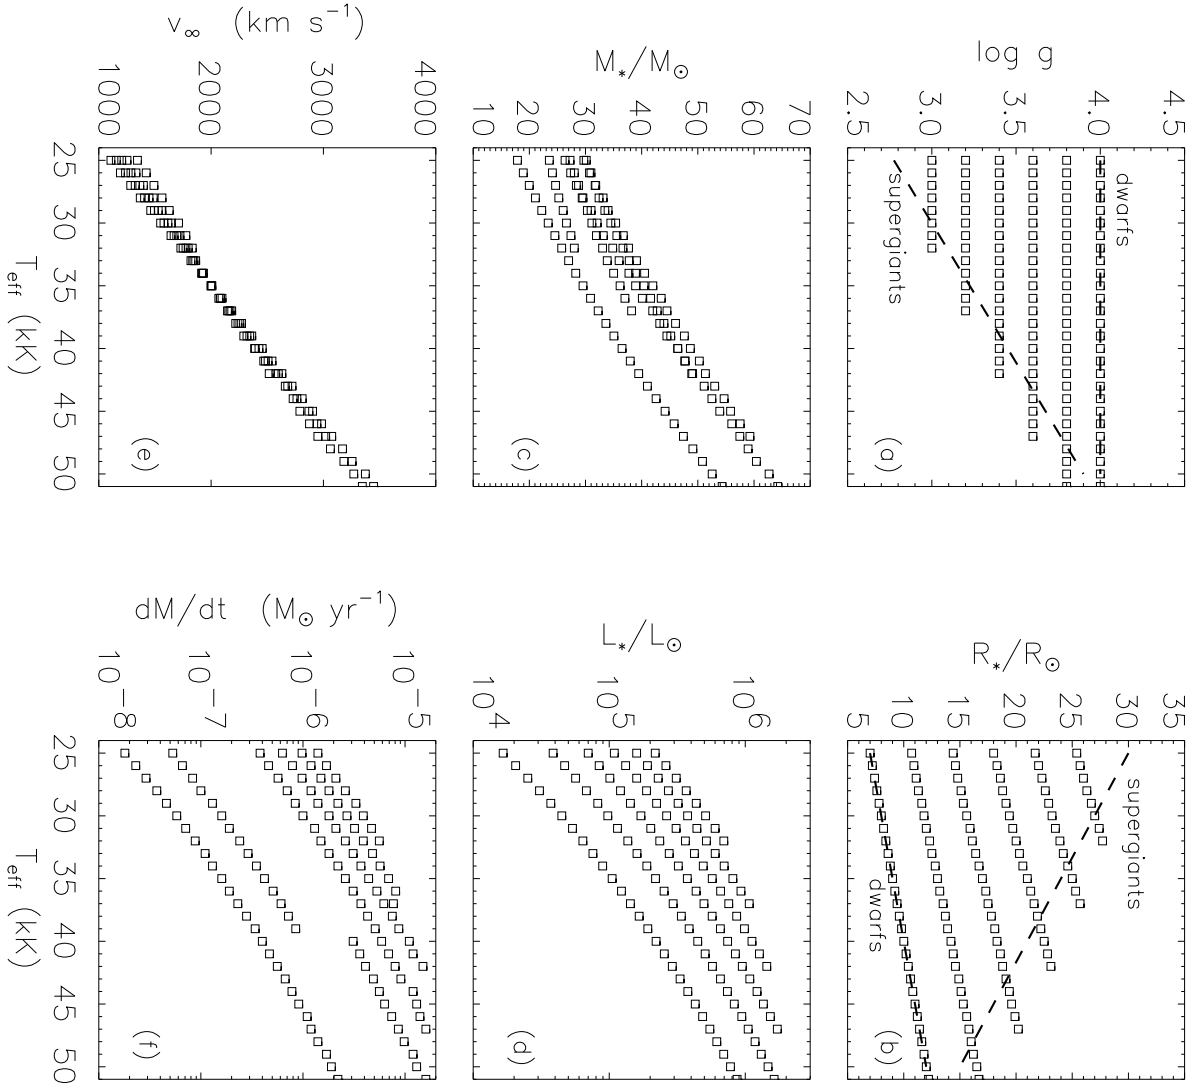 log g
4.5
4.0
3.5
3.0
2.5
dwarfs
supergiants
(a)
R*/R⊙
35
30
25
20
15
10
5
supergiants
dwarfs
(b)
M*/M⊙
70
60
50
40
30
20
10
(c)
L*/L⊙
10⁶
10⁵
10⁴
(d)
v∞ (km s⁻¹)
4000
3000
2000
1000
25 30 35 40 45 50
Teff (kK)
(e)
dM/dt (M⊙ yr⁻¹)
10⁻⁵
10⁻⁶
10⁻⁷
10⁻⁸
25 30 35 40 45 50
Teff (kK)
(f)